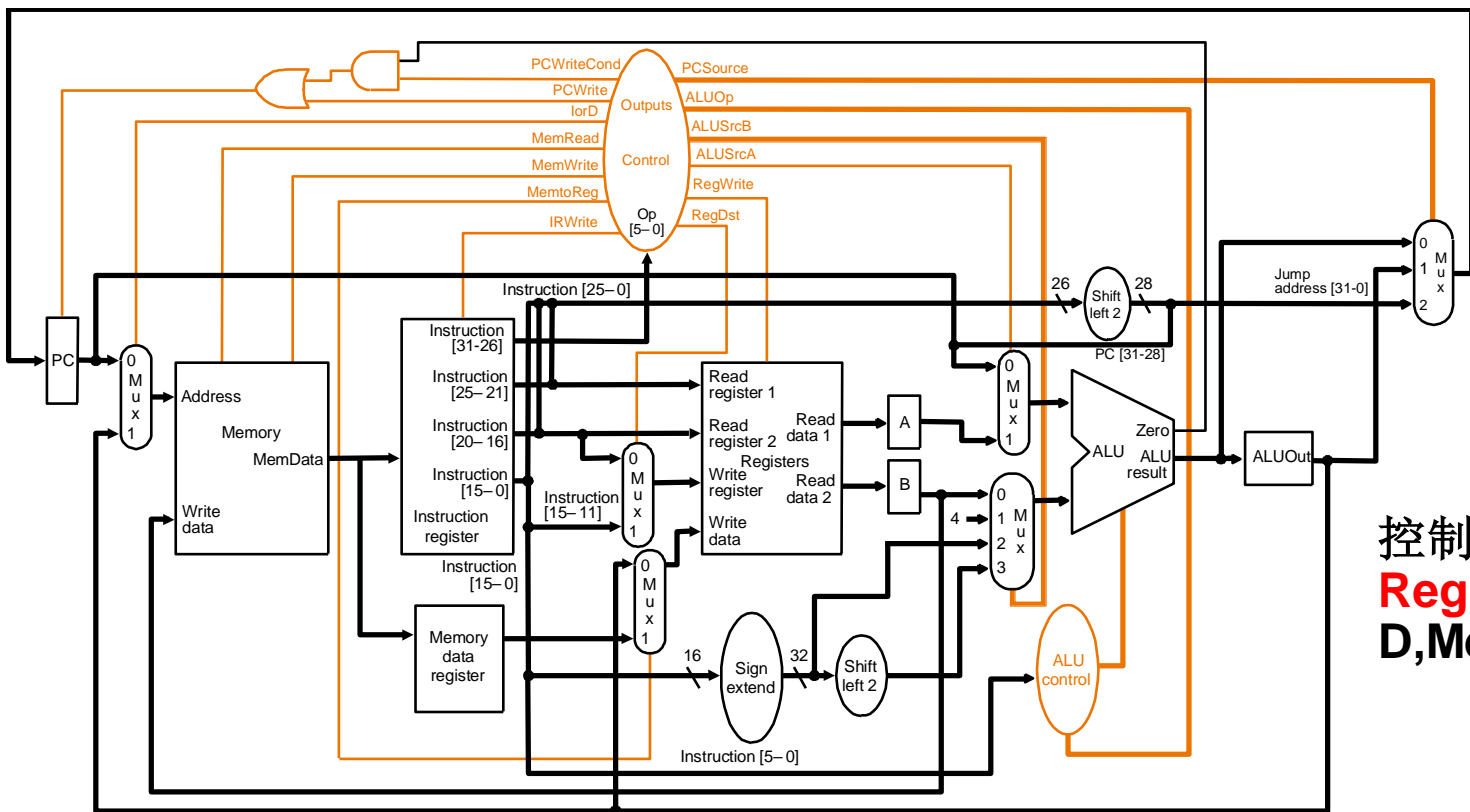 PCWriteCond
PCWrite
IorD
MemRead
MemWrite
MemtoReg
IRWrite
Outputs
Control
Op
[5–0]
PCSource
ALUOp
ALUSrcB
ALUSrcA
RegWrite
RegDst
Instruction [25–0]
26
Shift
left 2
28
Jump
address [31-0]
PC [31-28]
0
1
2
M
u
x
PC
0
M
u
x
1
Address
Memory
MemData
Write
data
Instruction
[31-26]
Instruction
[25–21]
Instruction
[20–16]
Instruction
[15–0]
Instruction
register
Instruction
[15–11]
Instruction
[15–0]
0
M
u
x
1
Read
register 1
Read
register 2
Registers
Write
register
Write
data
Read
data 1
Read
data 2
A
B
0
M
u
x
1
4
0
1
2
3
M
u
x
Zero
ALU
ALU
result
ALUOut
Memory
data
register
0
M
u
x
1
16
Sign
extend
32
Shift
left 2
ALU
control
Instruction [5–0]
控制
Reg
D,Me